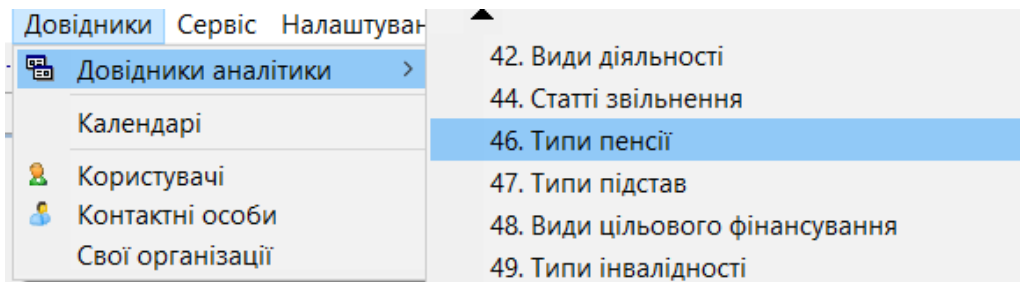 Довідники Сервіс
Довідники аналітики
Календарі
Користувачі
Контактні особи
Свої організації
42. Види діяльності
44. Статті звільнення
46. Типи пенсії
47. Типи підстав
48. Види цільового фінансування
49. Типи інвалідності